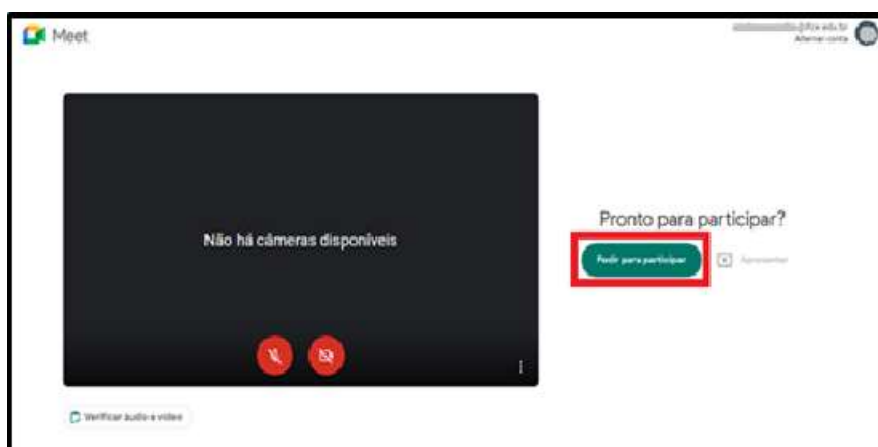 Meet
Alternar conta
Não há câmeras disponíveis
Pronto para participar?
Pedir para participar
Apresentar
Verificar áudio e vídeo